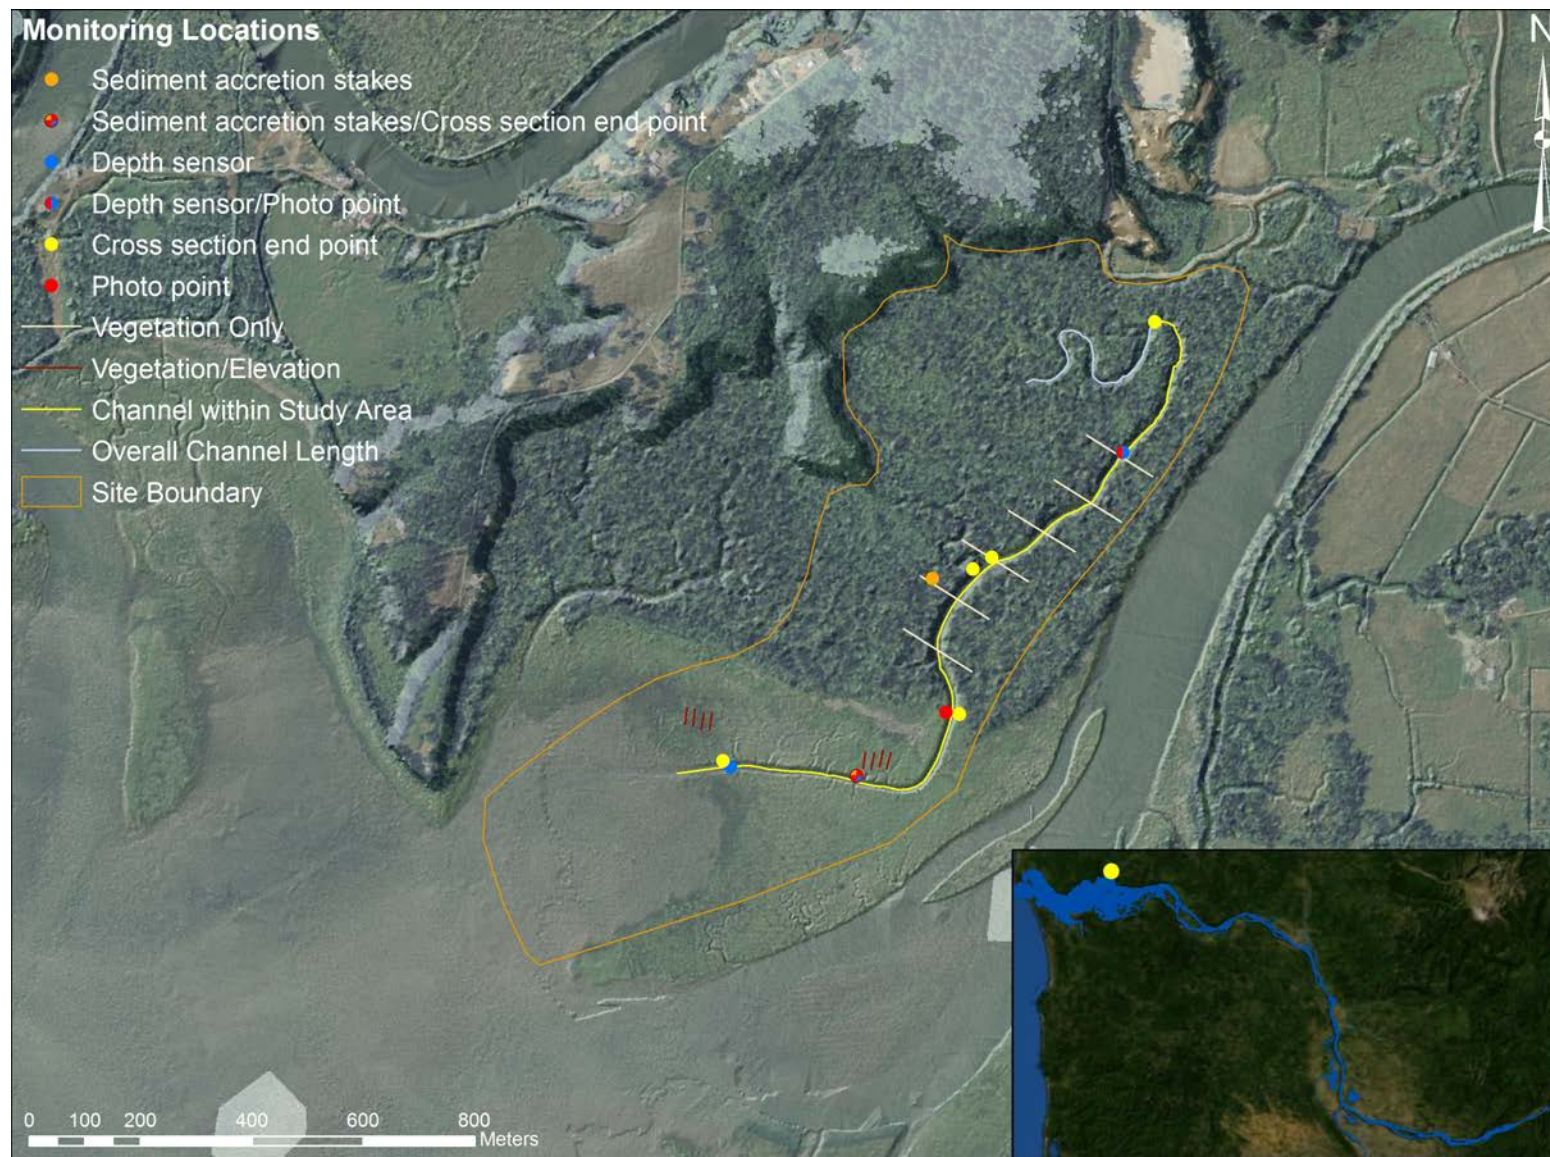 Monitoring Locations
Sediment accretion stakes
Sediment accretion stakes/Cross section end point
Depth sensor
Depth sensor/Photo point
Cross section end point
Photo point
Vegetation Only
Vegetation/Elevation
Channel within Study Area
Overall Channel Length
Site Boundary
N
0 100 200 400 600 800
Meters